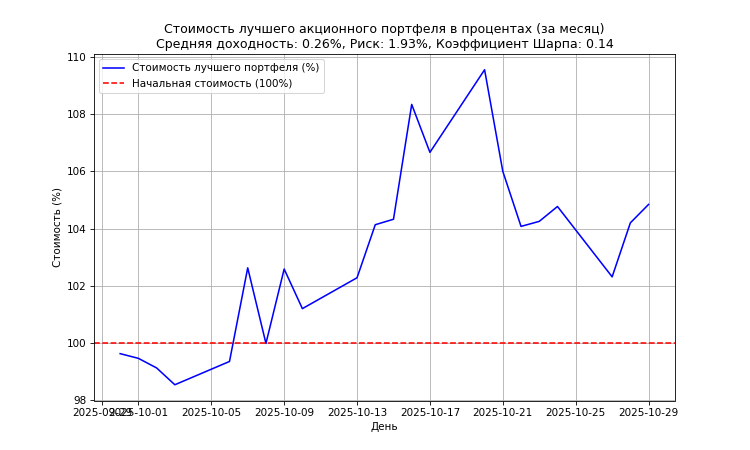 Стоимость лучшего акционного портфеля в процентах (за месяц)
Средняя доходность: 0.26%, Риск: 1.93%, Коэффициент Шарпа: 0.14
110
Стоимость лучшего портфеля (%)
Начальная стоимость (100%)
108
106
104
102
100
98
Стоимость (%)
2025-09-29
2025-10-01
2025-10-05
2025-10-09
2025-10-13
2025-10-17
2025-10-21
2025-10-25
2025-10-29
День